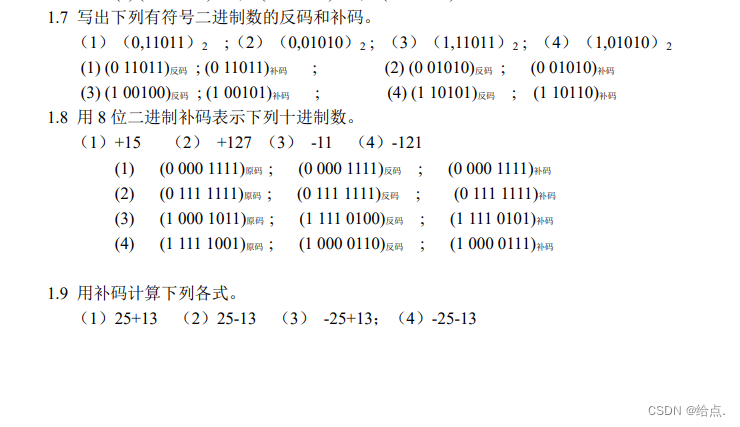 1.7 写出下列有符号二进制数的反码和补码。
（1）（0,11011）2 ;（2）（0,01010）2 ; （3）（1,11011）2 ; （4）（1,01010）2
(1) (0 11011)反码 ; (0 11011)补码 ; (2) (0 01010)反码 ; (0 01010)补码
(3) (1 00100)反码 ; (1 00101)补码 ; (4) (1 10101)反码 ; (1 10110)补码
1.8 用 8 位二进制补码表示下列十进制数。
（1）+15 （2） +127 （3） -11 （4）-121
(1) (0 000 1111)原码 ; (0 000 1111)反码 ; (0 000 1111)补码
(2) (0 111 1111)原码 ; (0 111 1111)反码 ; (0 111 1111)补码
(3) (1 000 1011)原码 ; (1 111 0100)反码 ; (1 111 0101)补码
(4) (1 111 1001)原码 ; (1 000 0110)反码 ; (1 000 0111)补码
1.9 用补码计算下列各式。
（1）25+13 （2）25-13 （3） -25+13; （4）-25-13
CSDN @给点.